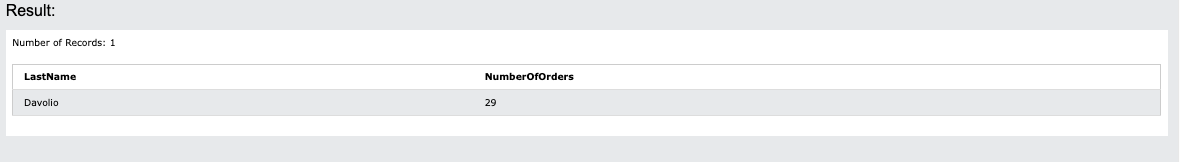 Result:
Number of Records: 1
LastName NumberOfOrders
Davolio 29